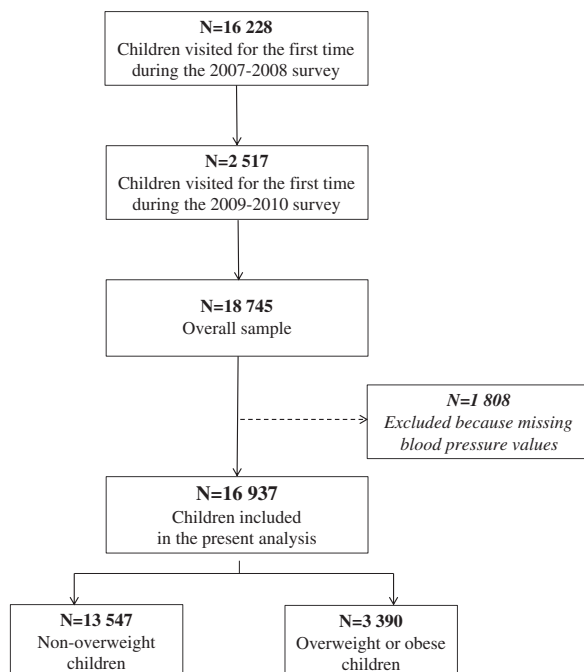 N=16 228
Children visited for the first time
during the 2007-2008 survey
N=2 517
Children visited for the first time
during the 2009-2010 survey
N=18 745
Overall sample
N=1 808
Excluded because missing
blood pressure values
N=16 937
Children included
in the present analysis
N=13 547
Non-overweight
children
N=3 390
Overweight or obese
children